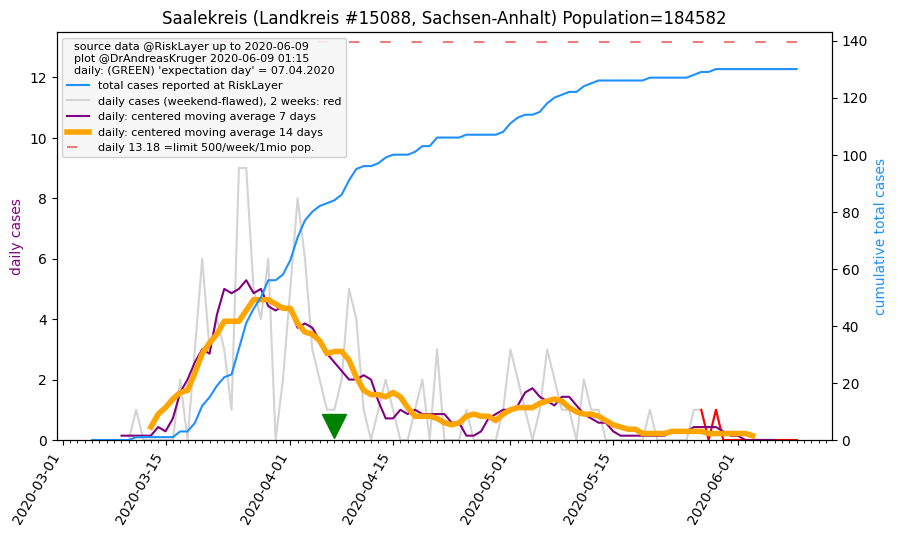 Saalekreis (Landkreis #15088, Sachsen-Anhalt) Population=184582
source data @RiskLayer up to 2020-06-09
plot @DrAndreasKruger 2020-06-09 01:15
daily: (GREEN) 'expectation day' = 07.04.2020
total cases reported at RiskLayer
daily cases (weekend-flawed), 2 weeks: red
daily: centered moving average 7 days
daily: centered moving average 14 days
daily 13.18 =limit 500/week/1mio pop.
daily cases
12
10
8
6
4
2
0
140
120
100
80
60
40
20
0
cumulative total cases
2020-03-01
2020-03-15
2020-04-01
2020-04-15
2020-05-01
2020-05-15
2020-06-01